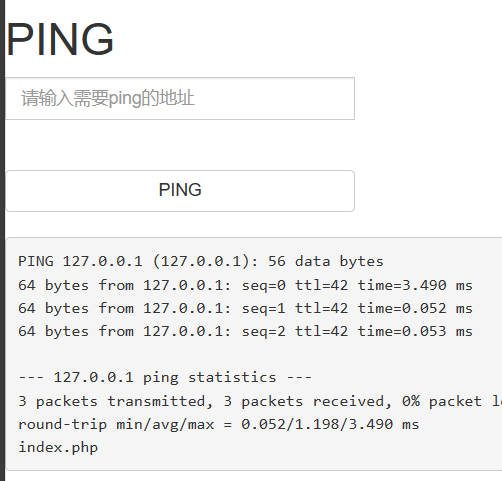 PING
请输入需要ping的地址
PING
PING 127.0.0.1 (127.0.0.1): 56 data bytes
64 bytes from 127.0.0.1: seq=0 ttl=42 time=3.490 ms
64 bytes from 127.0.0.1: seq=1 ttl=42 time=0.052 ms
64 bytes from 127.0.0.1: seq=2 ttl=42 time=0.053 ms
--- 127.0.0.1 ping statistics ---
3 packets transmitted, 3 packets received, 0% packet
round-trip min/avg/max = 0.052/1.198/3.490 ms
index.php